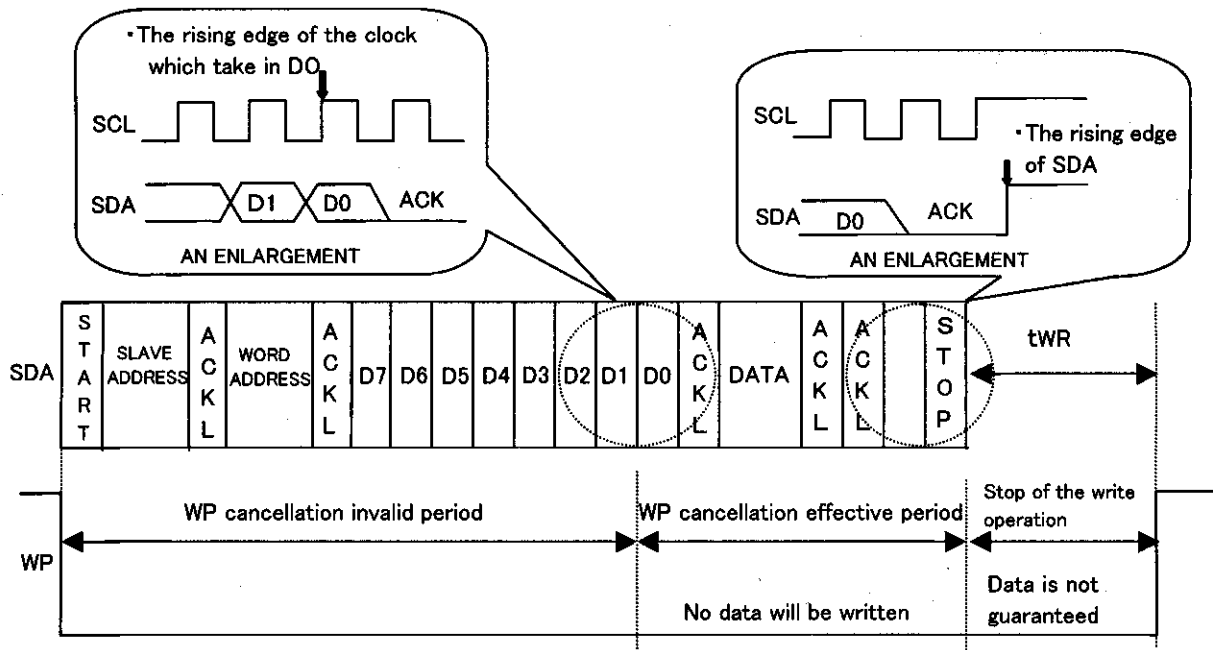 ・The rising edge of the clock
which take in DO
SCL
SDA
D1
D0
ACK
AN ENLARGEMENT
SCL
・The rising edge
of SDA
SDA
D0
ACK
AN ENLARGEMENT
SDA
START
SLAVE
ADDRESS
ACKL
WORD
ADDRESS
ACKL
D7
D6
D5
D4
D3
D2
D1
D0
ACKL
DATA
ACKL
ACKL
STOP
tWR
WP
WP cancellation invalid period
WP cancellation effective period
Stop of the write
operation
No data will be written
Data is not
guaranteed